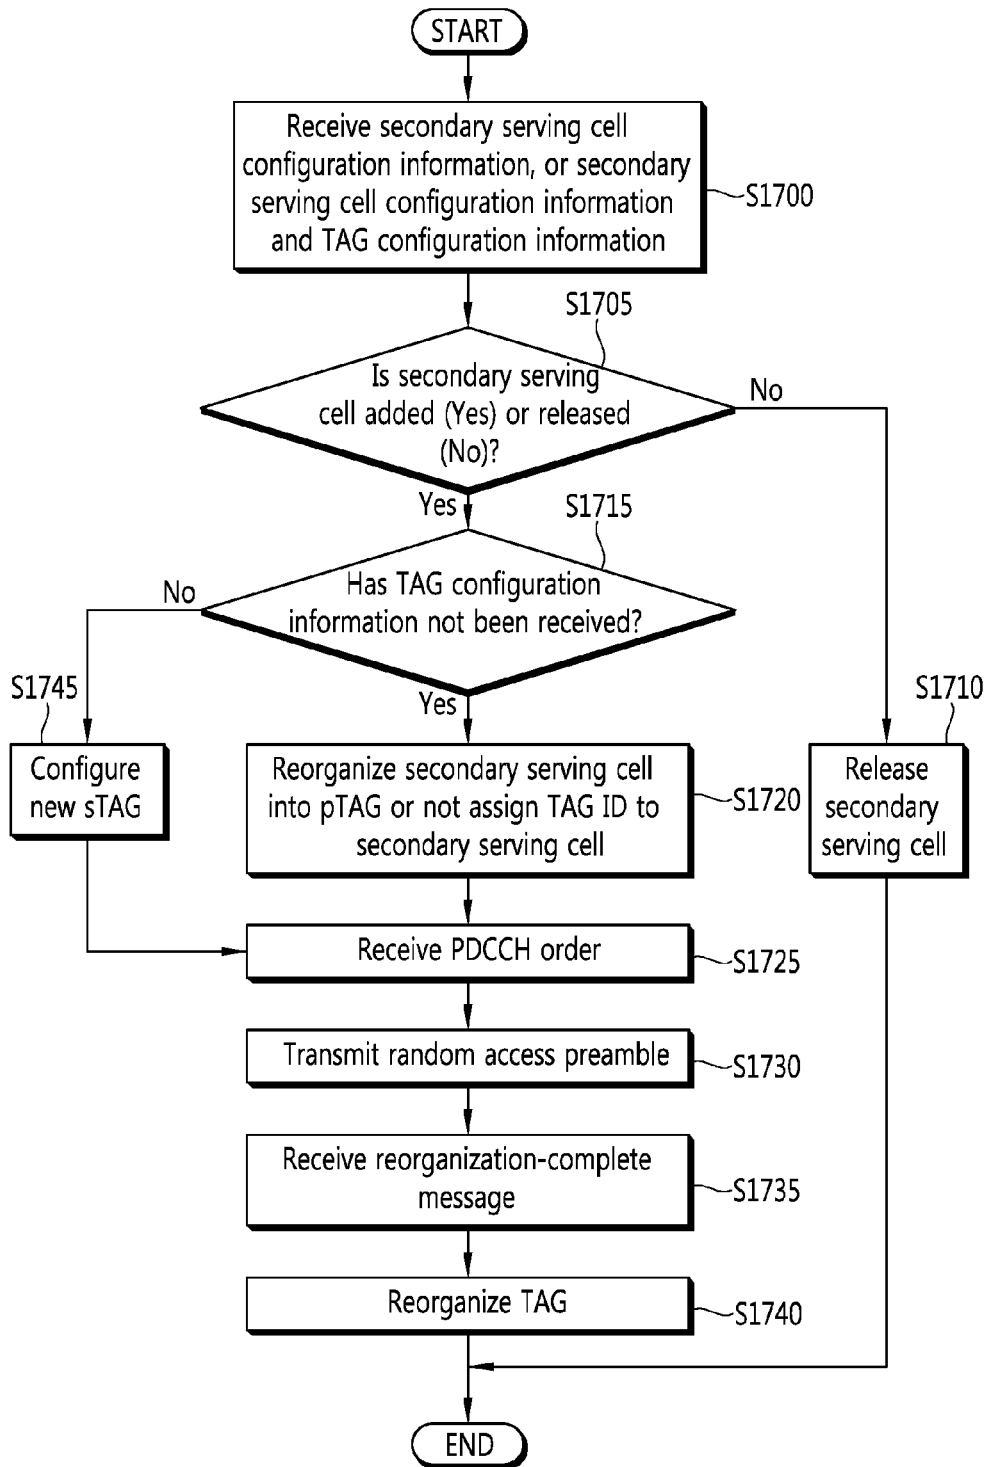 START
Receive secondary serving cell
configuration information, or secondary
serving cell configuration information
and TAG configuration information
S1700
S1705
Is secondary serving
cell added (Yes) or released
(No)?
No
Yes
S1715
Has TAG configuration
information not been received?
No
Yes
S1745
Configure
new sTAG
Reorganize secondary serving cell
into pTAG or not assign TAG ID to
secondary serving cell
S1720
S1710
Release
secondary
serving cell
Receive PDCCH order
S1725
Transmit random access preamble
S1730
Receive reorganization-complete
message
S1735
Reorganize TAG
S1740
END